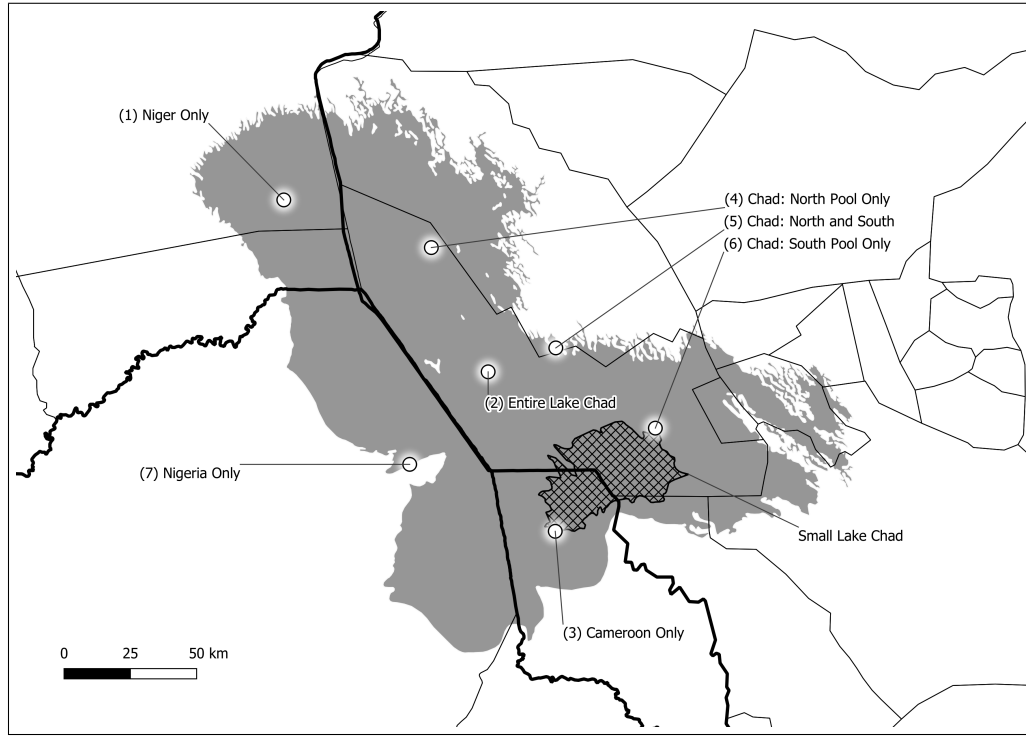 (1) Niger Only
(4) Chad: North Pool Only
(5) Chad: North and South
(6) Chad: South Pool Only
(2) Entire Lake Chad
(7) Nigeria Only
Small Lake Chad
(3) Cameroon Only
0 25 50 km